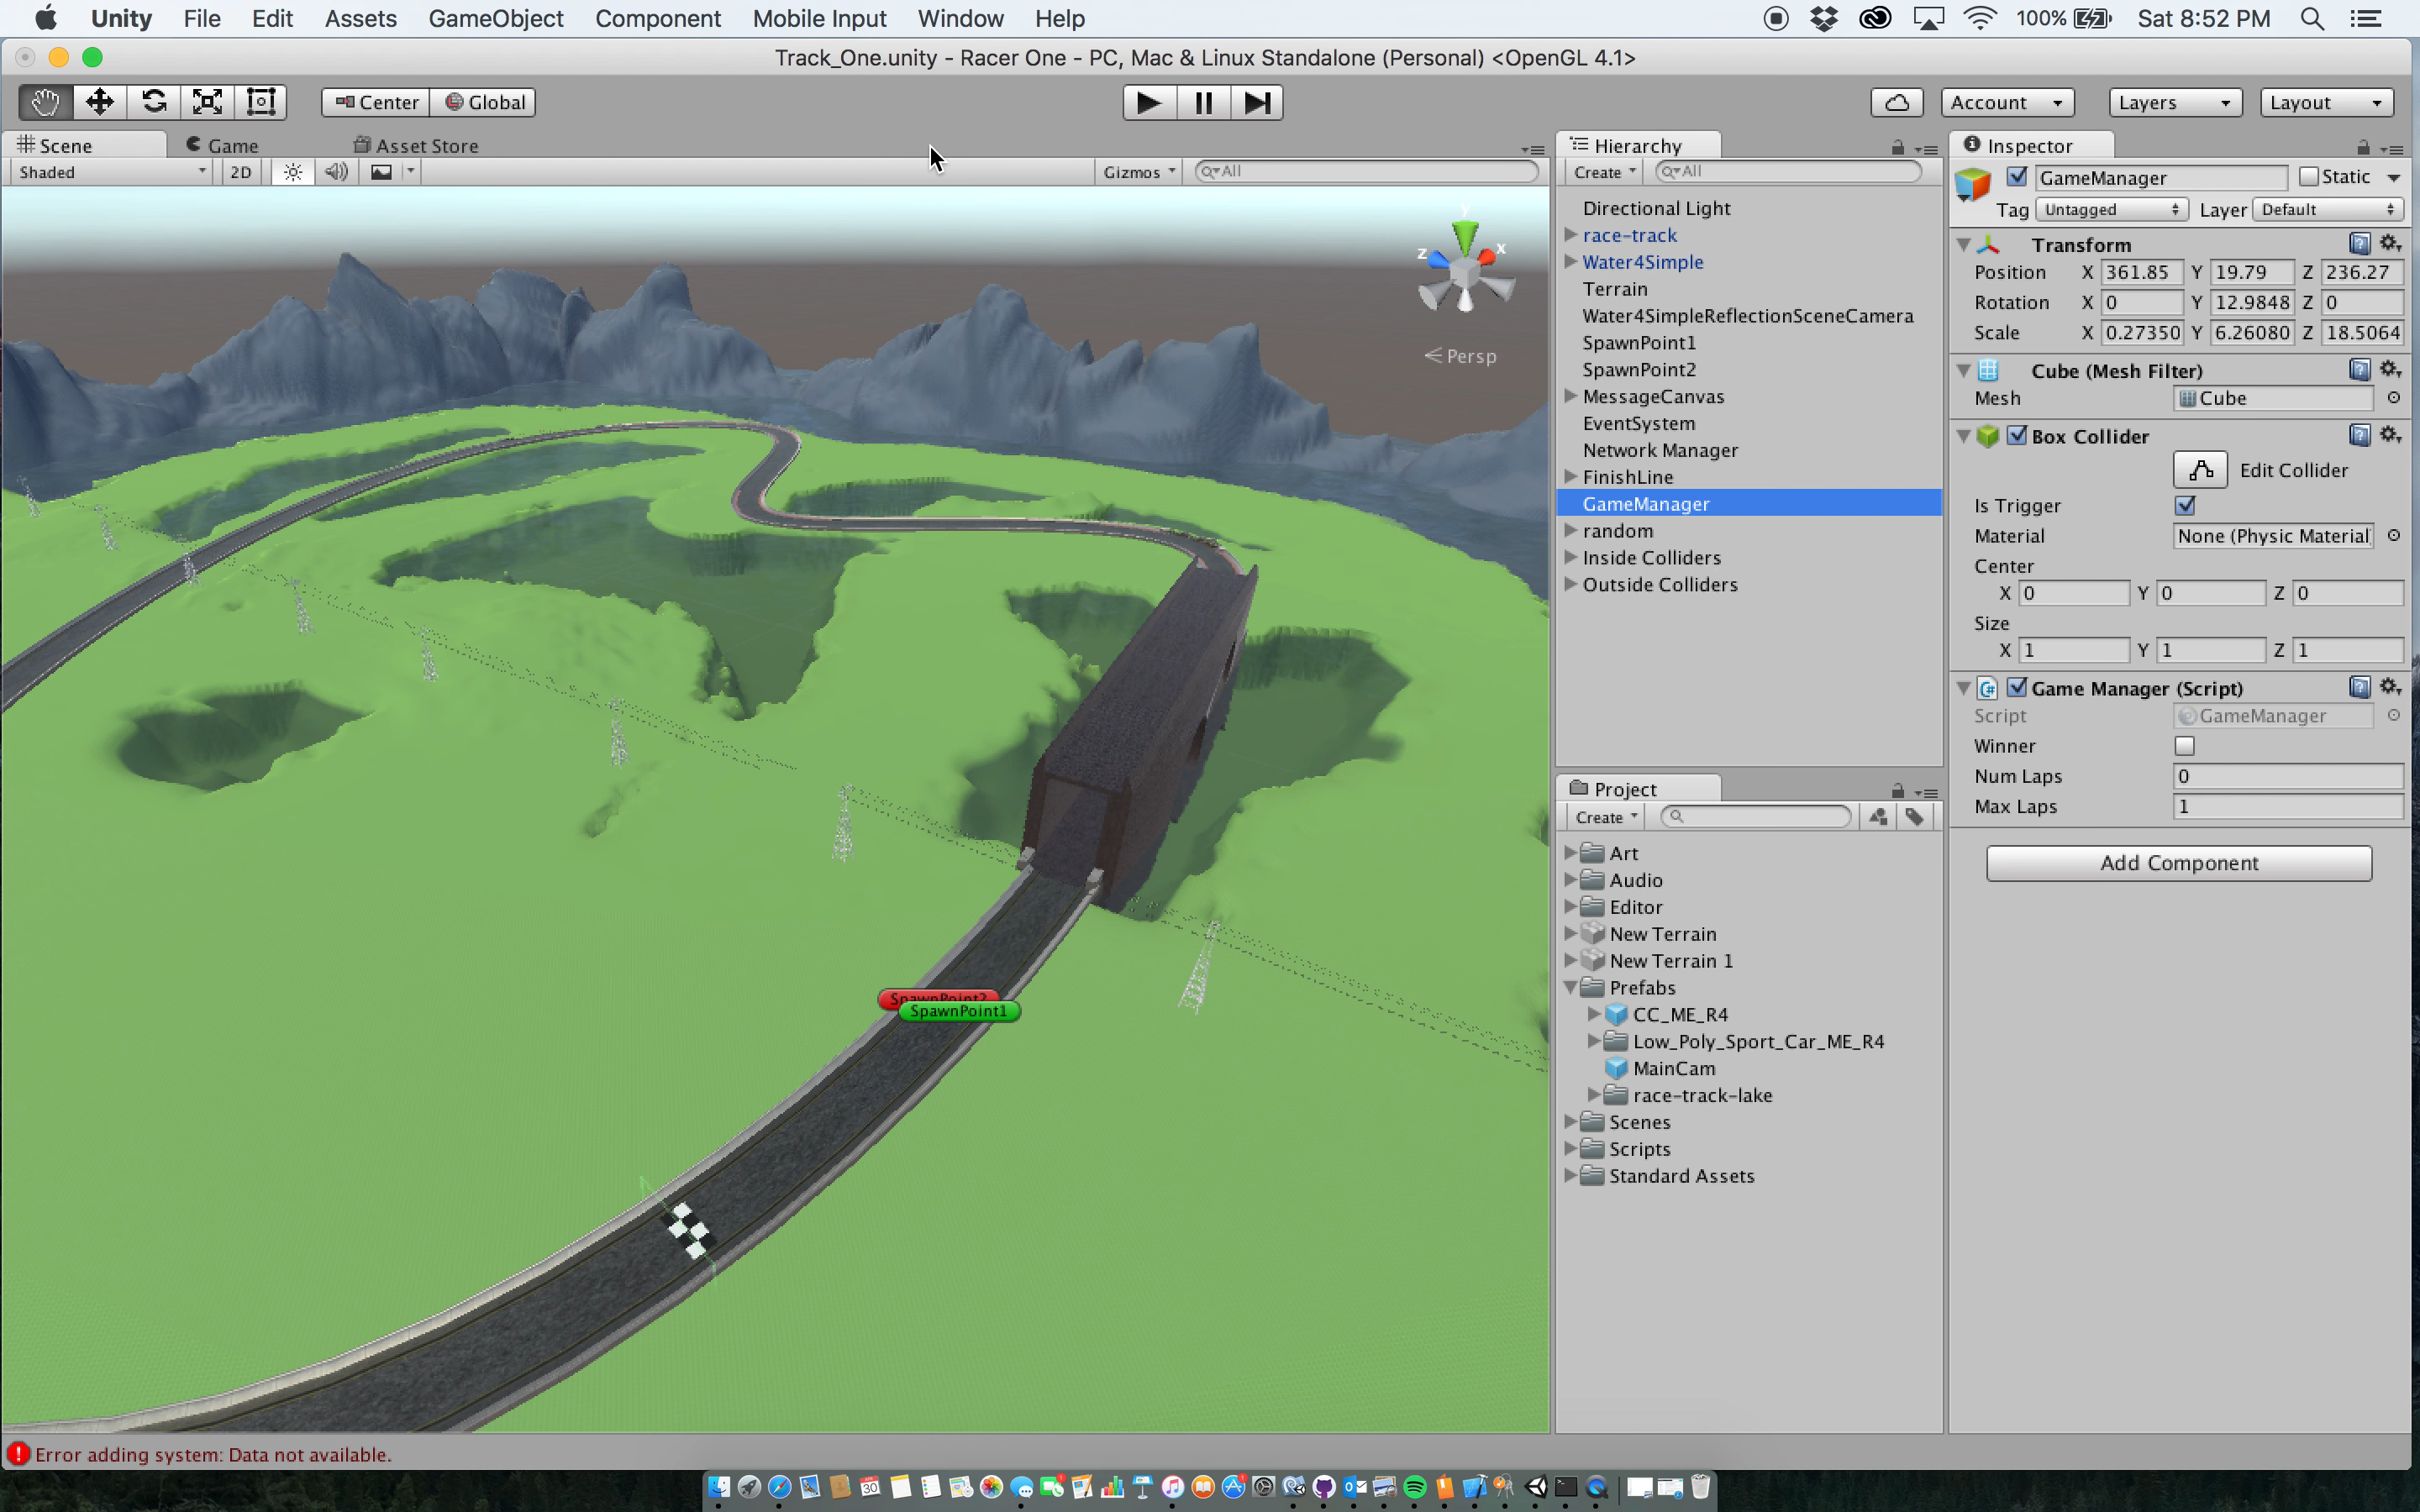 Unity File Edit Assets GameObject Component Mobile Input Window Help 100% Sat 8:52 PM
Track_One.unity - Racer One - PC, Mac & Linux Standalone (Personal) <OpenGL 4.1>
Center Global Account Layers Layout
Scene Game Asset Store
Shaded 2D Gizmos All
y
x
z
Persp
SpawnPoint2
SpawnPoint1
Hierarchy
Create All
Directional Light
race-track
Water4Simple
Terrain
Water4SimpleReflectionSceneCamera
SpawnPoint1
SpawnPoint2
MessageCanvas
EventSystem
Network Manager
FinishLine
GameManager
random
Inside Colliders
Outside Colliders
Project
Create
Art
Audio
Editor
New Terrain
New Terrain 1
Prefabs
CC_ME_R4
Low_Poly_Sport_Car_ME_R4
MainCam
race-track-lake
Scenes
Scripts
Standard Assets
Inspector
GameManager Static
Tag Untagged Layer Default
Transform
Position X 361.85 Y 19.79 Z 236.27
Rotation X 0 Y 12.9848 Z 0
Scale X 0.27350 Y 6.26080 Z 18.5064
Cube (Mesh Filter)
Mesh Cube
Box Collider
Edit Collider
Is Trigger
Material None (Physic Material
Center
X 0 Y 0 Z 0
Size
X 1 Y 1 Z 1
Game Manager (Script)
Script GameManager
Winner
Num Laps 0
Max Laps 1
Add Component
Error adding system: Data not available.
30